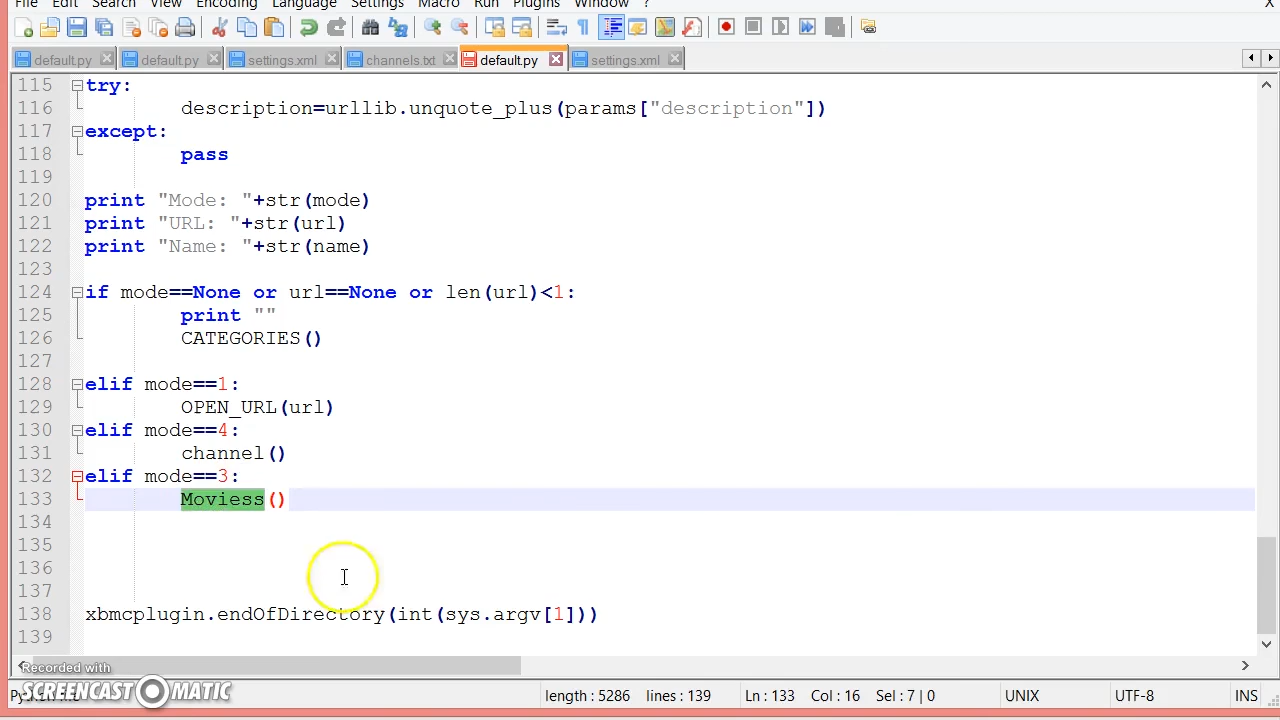 File Edit Search View Encoding Language Settings Macro Run Plugins Window ? X
default.py default.py settings.xml channels.txt default.py settings.xml
115 try:
116 description=urllib.unquote_plus(params["description"])
117 except:
118 pass
119
120 print "Mode: "+str(mode)
121 print "URL: "+str(url)
122 print "Name: "+str(name)
123
124 if mode==None or url==None or len(url)<1:
125 print ""
126 CATEGORIES()
127
128 elif mode==1:
129 OPEN_URL(url)
130 elif mode==4:
131 channel()
132 elif mode==3:
133 Moviess()
134
135
136
137
138 xbmcplugin.endOfDirectory(int(sys.argv[1]))
139
Recorded with
SCREENCAST MATIC
length : 5286 lines : 139 Ln : 133 Col : 16 Sel : 7 | 0 UNIX UTF-8 INS